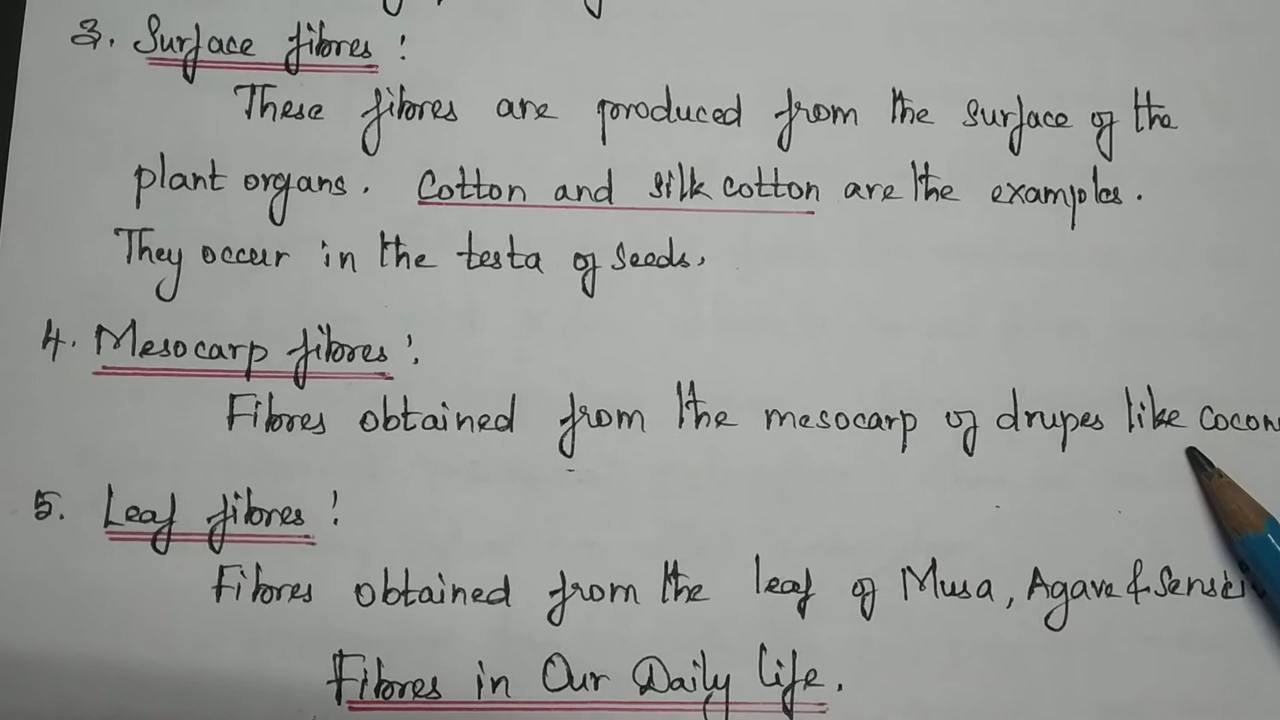 3. Surface fibres :
These fibres are produced from the surface of the
plant organs. Cotton and silk cotton are the examples.
They occur in the testa of seeds.
4. Mesocarp fibres :
Fibres obtained from the mesocarp of drupes like
5. Leaf fibres :
Fibres obtained from the leaf of Musa, Agave &
Fibres in Our Daily life.